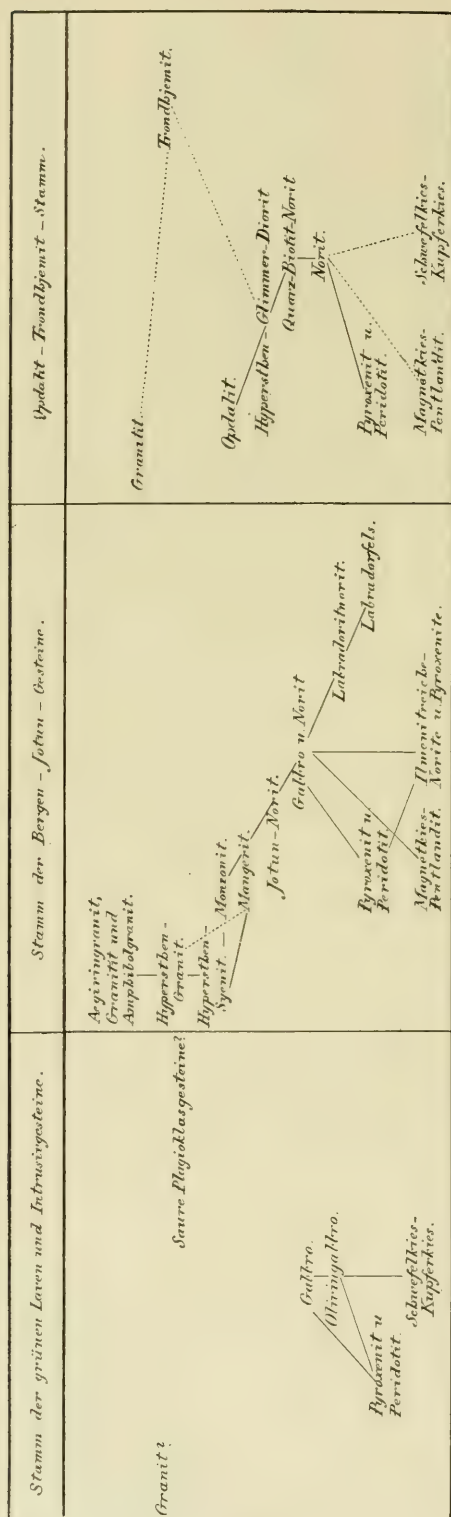 Stamm der grünen Laven und Intrusivgesteine.
Granit?
Saure Plagioklasgesteine?
Gabbro.
Olivingabbro.
Pyroxenit u
Peridotit.
Schwefelkies-
Kupferkies.
Stamm der Bergen-Jotun-Gesteine.
Aegiringranit,
Granitit und
Amphibolgranit.
Hypersthen-
Granit.
Hypersthen-
Syenit. — Monzonit.
Mangerit.
Jotun-Norit.
Gabbro u. Norit
Labradoritnorit.
Labradorfels.
Pyroxenit u.
Peridotit.
Magnetkies-
Pentlandit.
Ilmenitreiche-
Norite u. Pyroxenite.
Opdalit-Trondhjemit-Stamm.
Granitit.
Trondhjemit.
Opdalit.
Hypersthen-Glimmer-Diorit
Quarz-Biotit-Norit
Norit.
Pyroxenit u
Peridotit.
Magnetkies-
Pentlandit.
Schwefelkies-
Kupferkies.